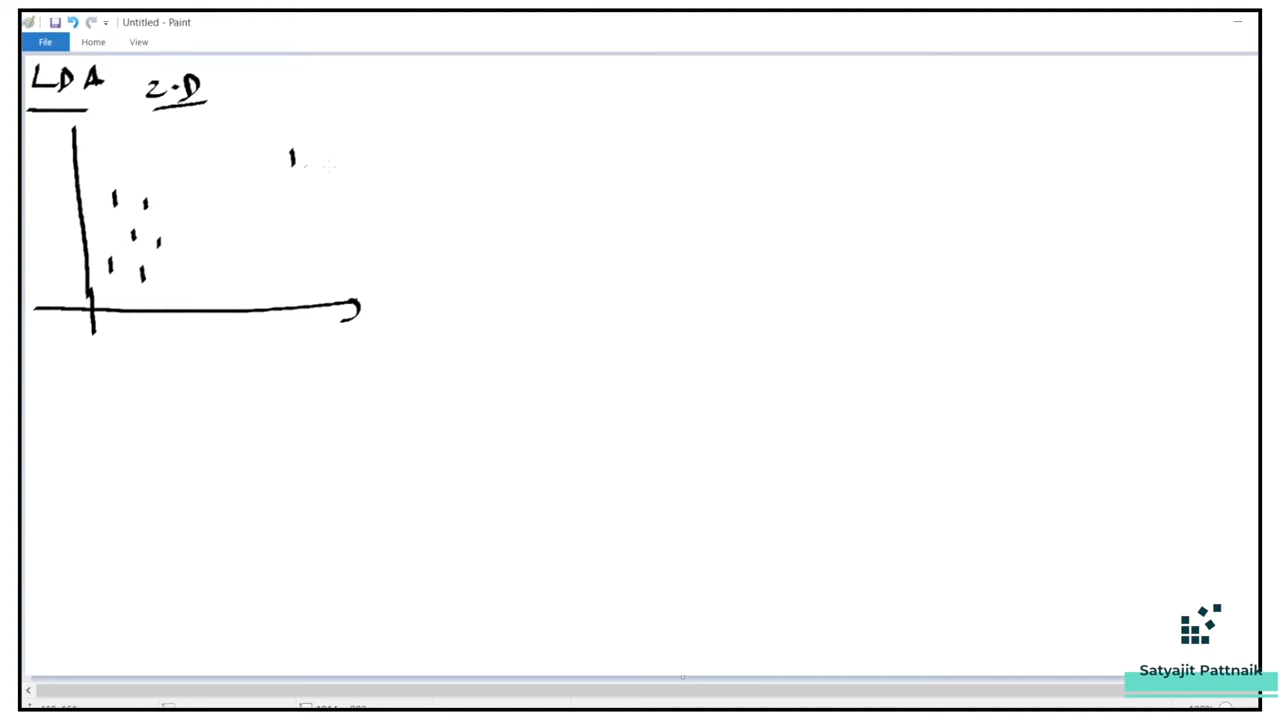 Untitled - Paint
File Home View
LDA 2-D
Satyajit Pattnaik